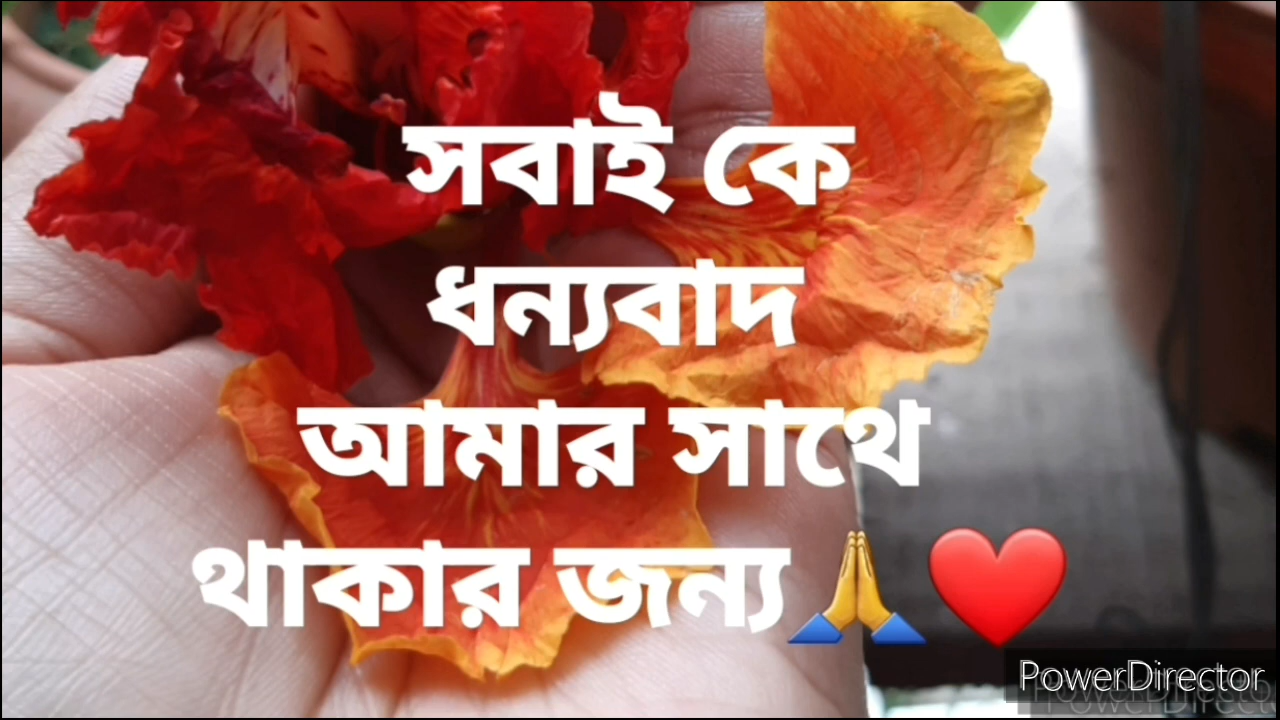 সবাই কে
ধন্যবাদ
আমার সাথে
থাকার জন্য🙏❤️
PowerDirector